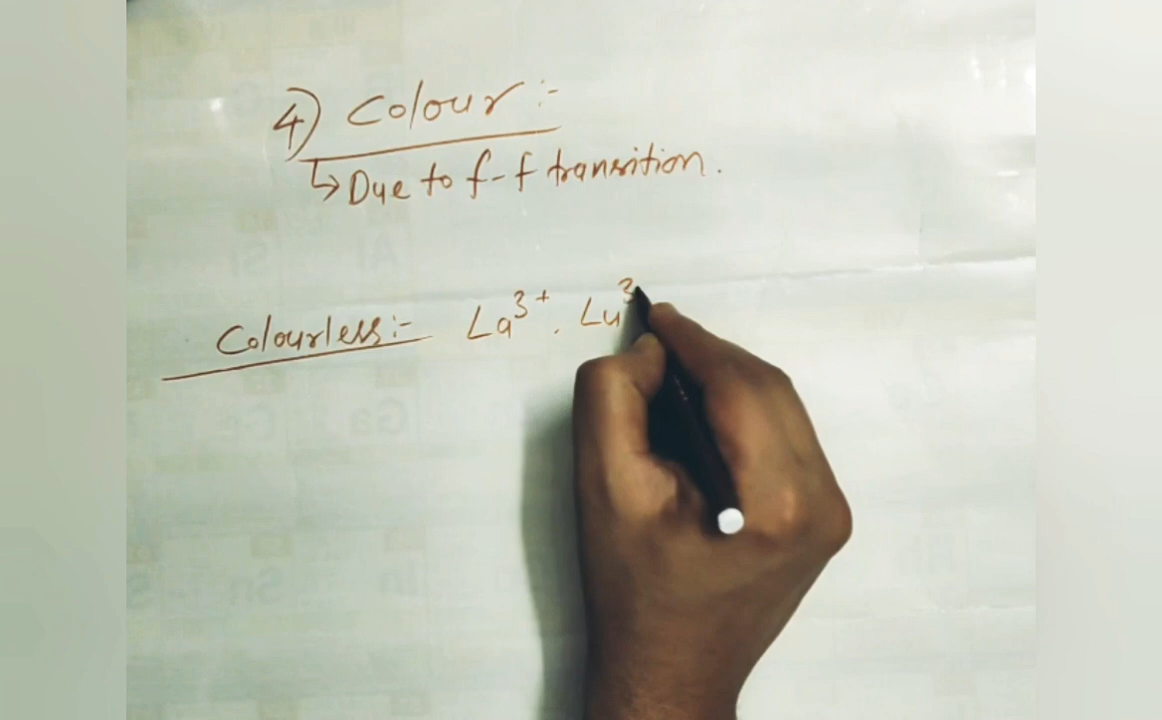 4) Colour :-
↳ Due to f-f transition.
Colourless :- La³⁺. Lu³